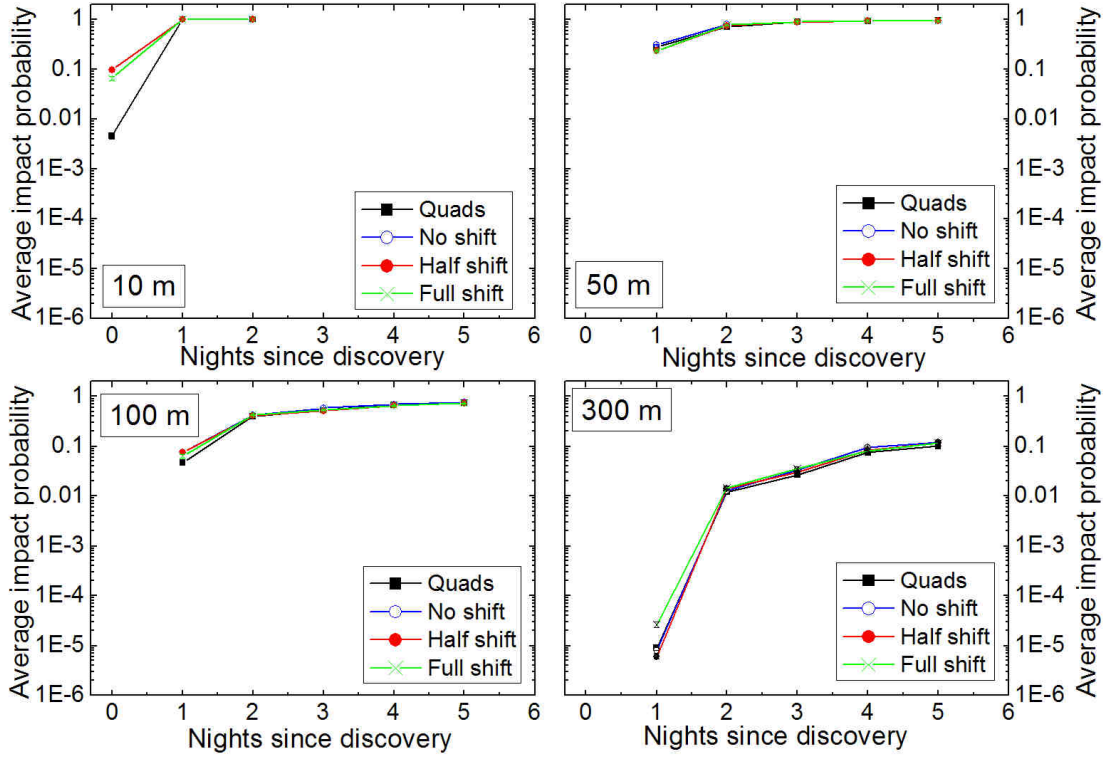 1
0.1
0.01
1E-3
1E-4
1E-5
1E-6
Average impact probability
Quads
No shift
Half shift
Full shift
10 m
0 1 2 3 4 5 6
Nights since discovery
1
0.1
0.01
1E-3
1E-4
1E-5
1E-6
Average impact probability
Quads
No shift
Half shift
Full shift
50 m
0 1 2 3 4 5 6
Nights since discovery
1
0.1
0.01
1E-3
1E-4
1E-5
1E-6
Average impact probability
100 m
Quads
No shift
Half shift
Full shift
0 1 2 3 4 5 6
Nights since discovery
300 m
1
0.1
0.01
1E-3
1E-4
1E-5
1E-6
Average impact probability
Quads
No shift
Half shift
Full shift
0 1 2 3 4 5 6
Nights since discovery